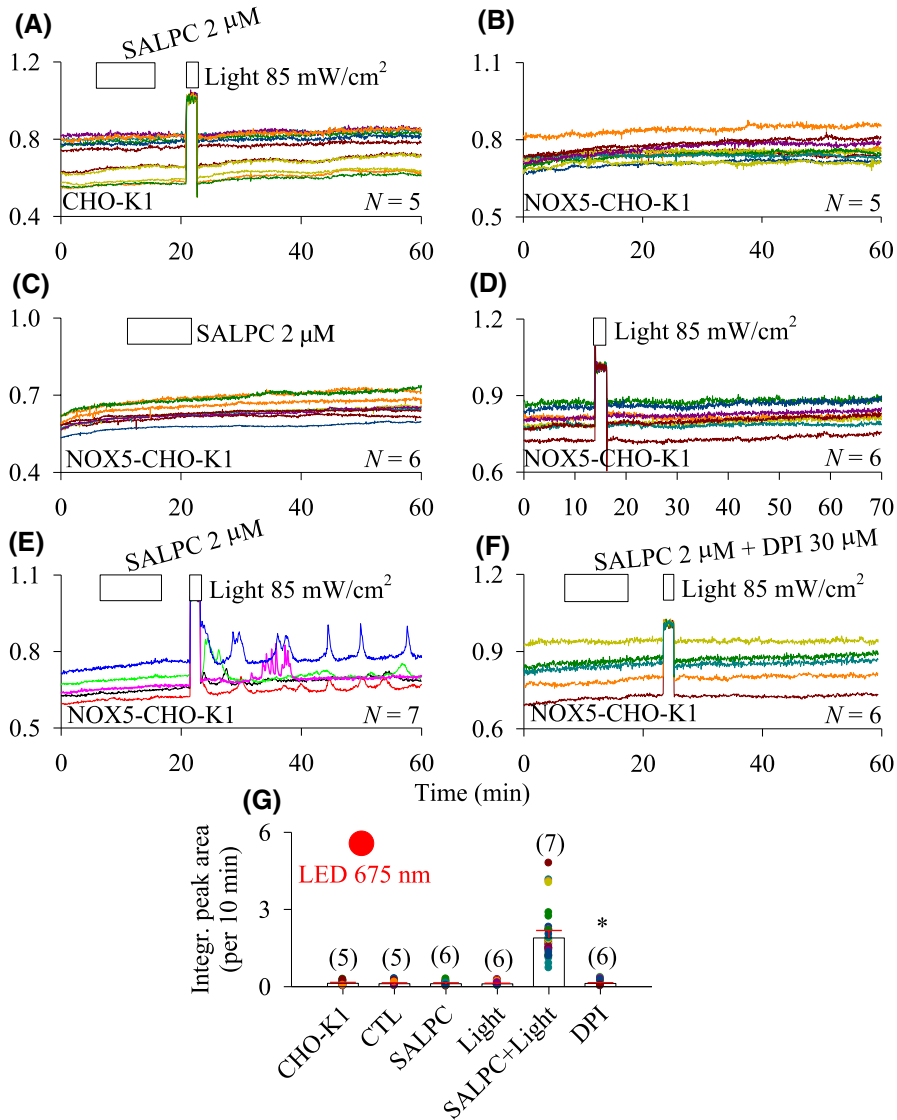 (A)
SALPC 2 μM
Light 85 mW/cm²
1.2
0.8
0.4
CHO-K1
N = 5
0 20 40 60
(B)
1.1
0.8
0.5
NOX5-CHO-K1
N = 5
0 20 40 60
(C)
1.0
0.7
0.4
SALPC 2 μM
NOX5-CHO-K1
N = 6
0 20 40 60
(D)
1.2
0.9
0.6
Light 85 mW/cm²
NOX5-CHO-K1
N = 6
0 10 20 30 40 50 60 70
(E)
SALPC 2 μM
Light 85 mW/cm²
1.1
0.8
0.5
NOX5-CHO-K1
N = 7
0 20 40 60
(F)
SALPC 2 μM + DPI 30 μM
Light 85 mW/cm²
1.2
0.9
0.6
NOX5-CHO-K1
N = 6
0 20 40 60
Time (min)
(G)
Integr. peak area
(per 10 min)
6
3
0
LED 675 nm
(5)
(5)
(6)
(6)
(7)
*
(6)
CHO-K1
CTL
SALPC
Light
SALPC+Light
DPI